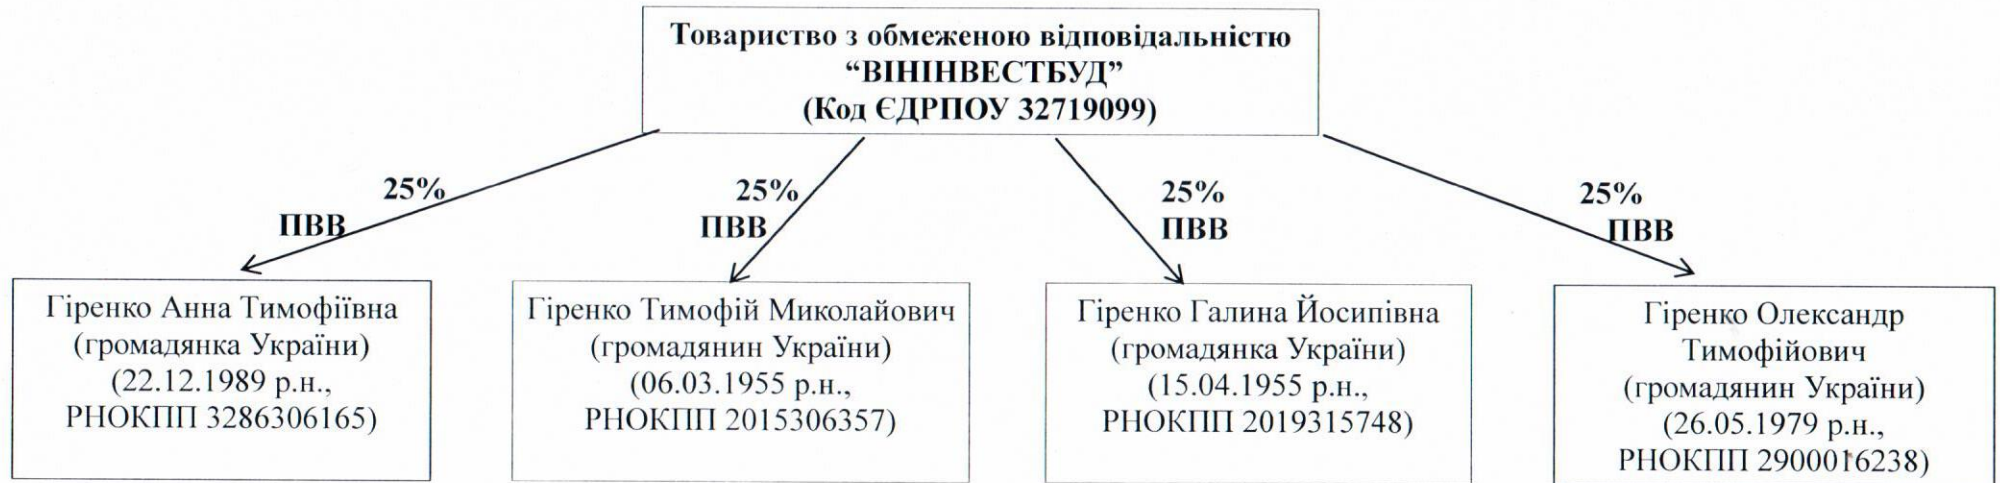 Товариство з обмеженою відповідальністю
“ВІНІНВЕСТБУД”
(Код ЄДРПОУ 32719099)
25%
ПВВ
25%
ПВВ
25%
ПВВ
25%
ПВВ
Гіренко Анна Тимофіївна
(громадянка України)
(22.12.1989 р.н.,
РНОКПП 3286306165)
Гіренко Тимофій Миколайович
(громадянин України)
(06.03.1955 р.н.,
РНОКПП 2015306357)
Гіренко Галина Йосипівна
(громадянка України)
(15.04.1955 р.н.,
РНОКПП 2019315748)
Гіренко Олександр
Тимофійович
(громадянин України)
(26.05.1979 р.н.,
РНОКПП 2900016238)